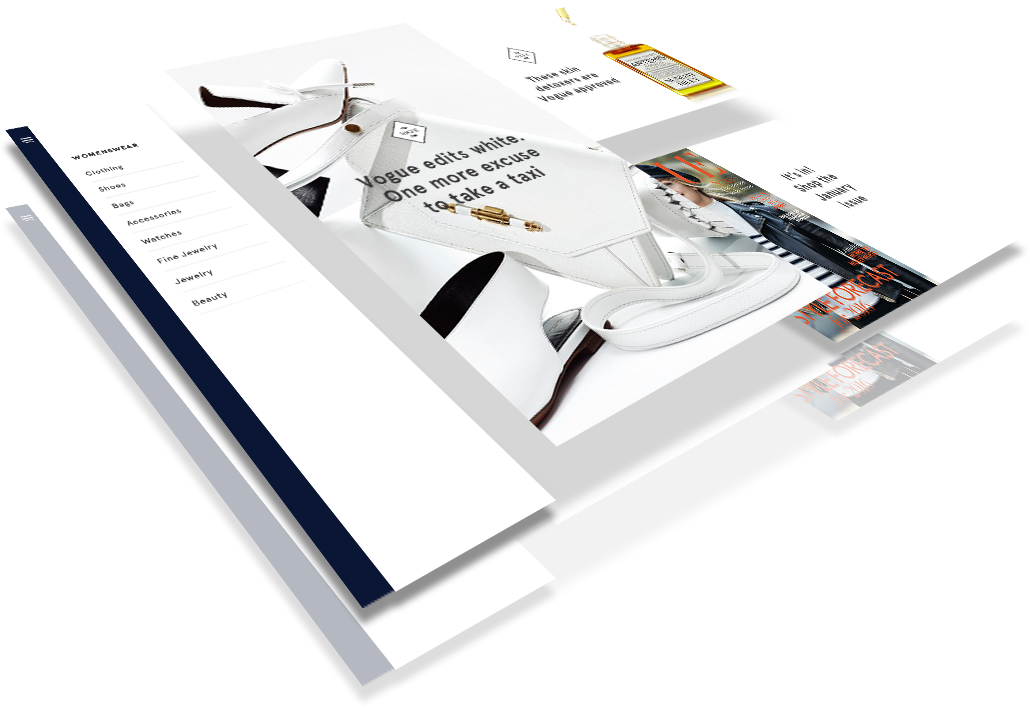 WOMENSWEAR
Clothing
Shoes
Bags
Accessories
Watches
Fine Jewelry
Jewelry
Beauty
Vogue edits white.
One more excuse
to take a taxi
These skin
detoxers are
Vogue approved
It's in!
Shop the
January
Issue